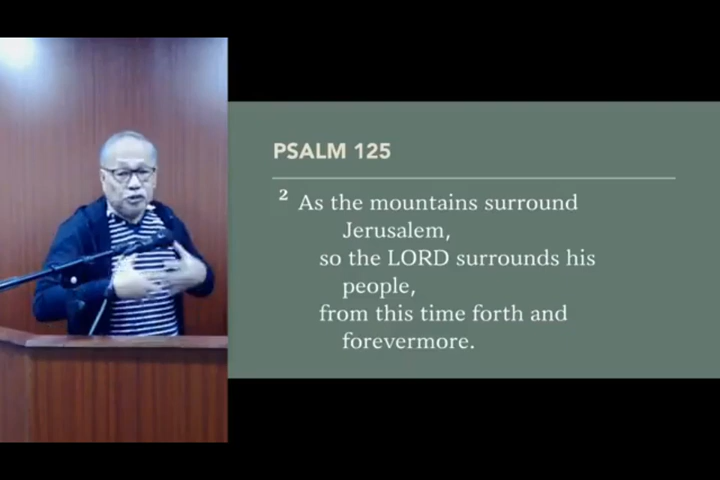 PSALM 125
2 As the mountains surround
Jerusalem,
so the LORD surrounds his
people,
from this time forth and
forevermore.